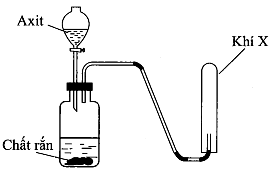 Axit
Khí X
Chất rắn